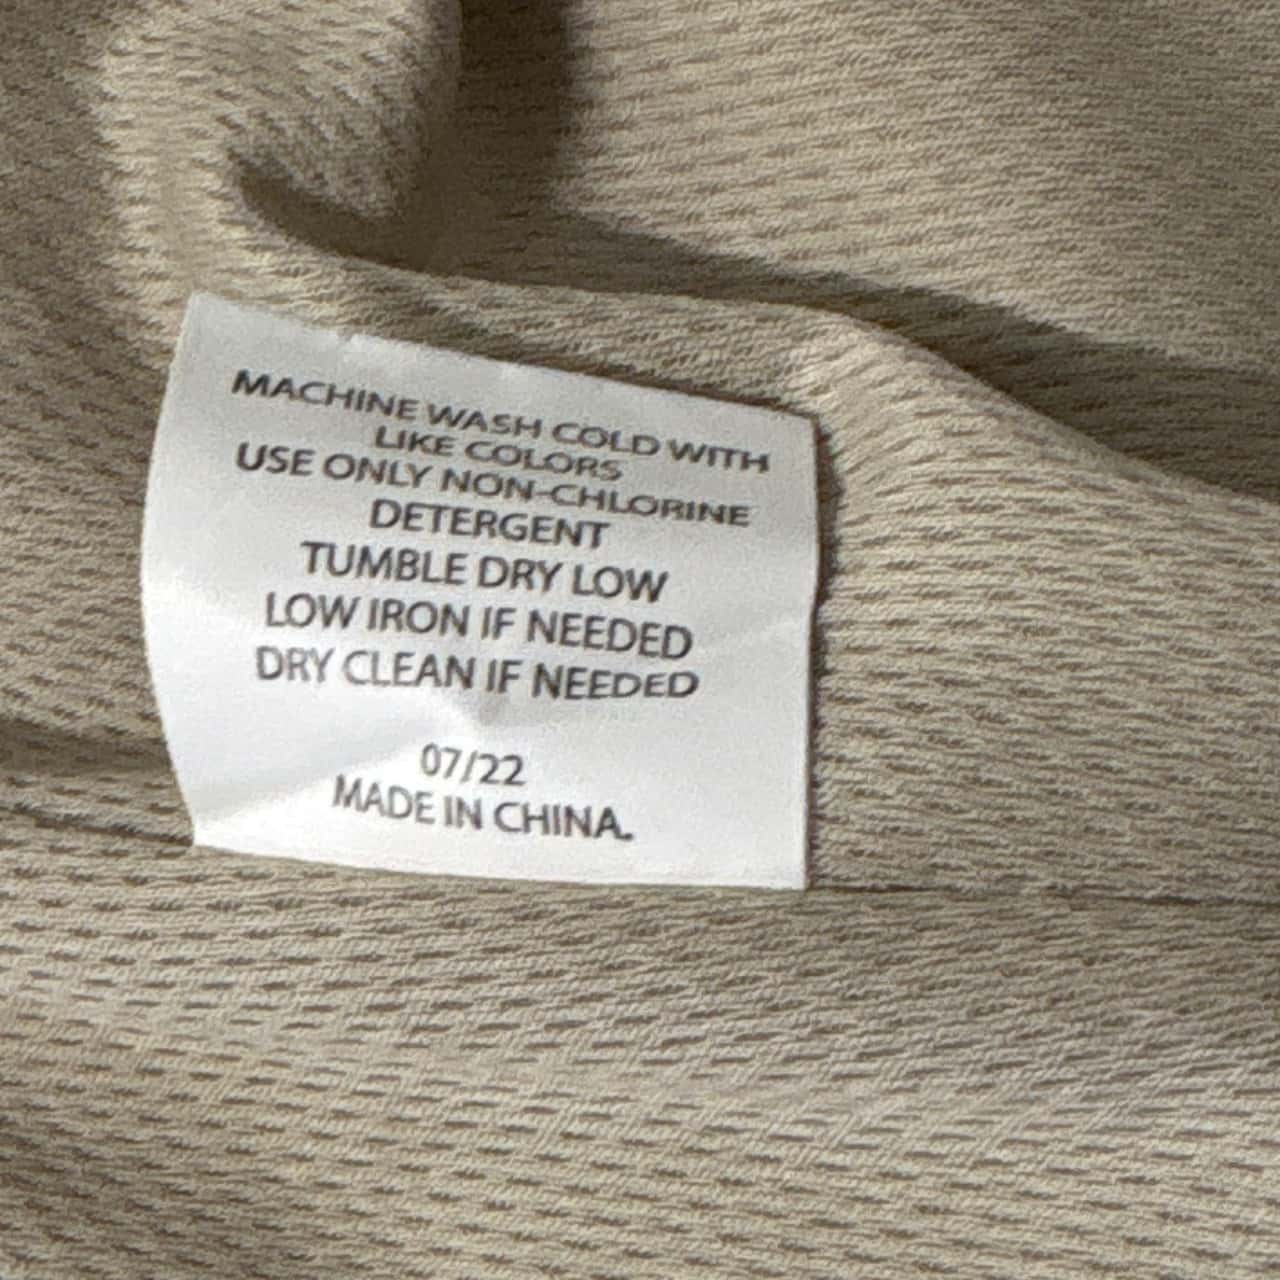 MACHINE WASH COLD WITH
LIKE COLORS
USE ONLY NON-CHLORINE
DETERGENT
TUMBLE DRY LOW
LOW IRON IF NEEDED
DRY CLEAN IF NEEDED
07/22
MADE IN CHINA.